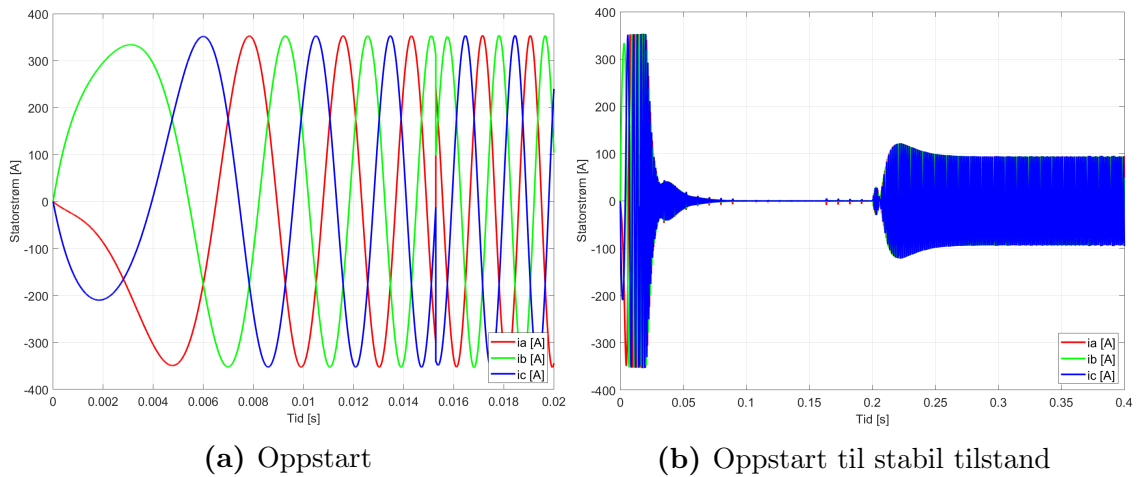 400
300
200
100
0
-100
-200
-300
-400
Statorstrøm [A]
0 0.002 0.004 0.006 0.008 0.01 0.012 0.014 0.016 0.018 0.02
Tid [s]
ia [A]
ib [A]
ic [A]
(a) Oppstart
400
300
200
100
0
-100
-200
-300
-400
Statorstrøm [A]
0 0.05 0.1 0.15 0.2 0.25 0.3 0.35 0.4
Tid [s]
ia [A]
ib [A]
ic [A]
(b) Oppstart til stabil tilstand